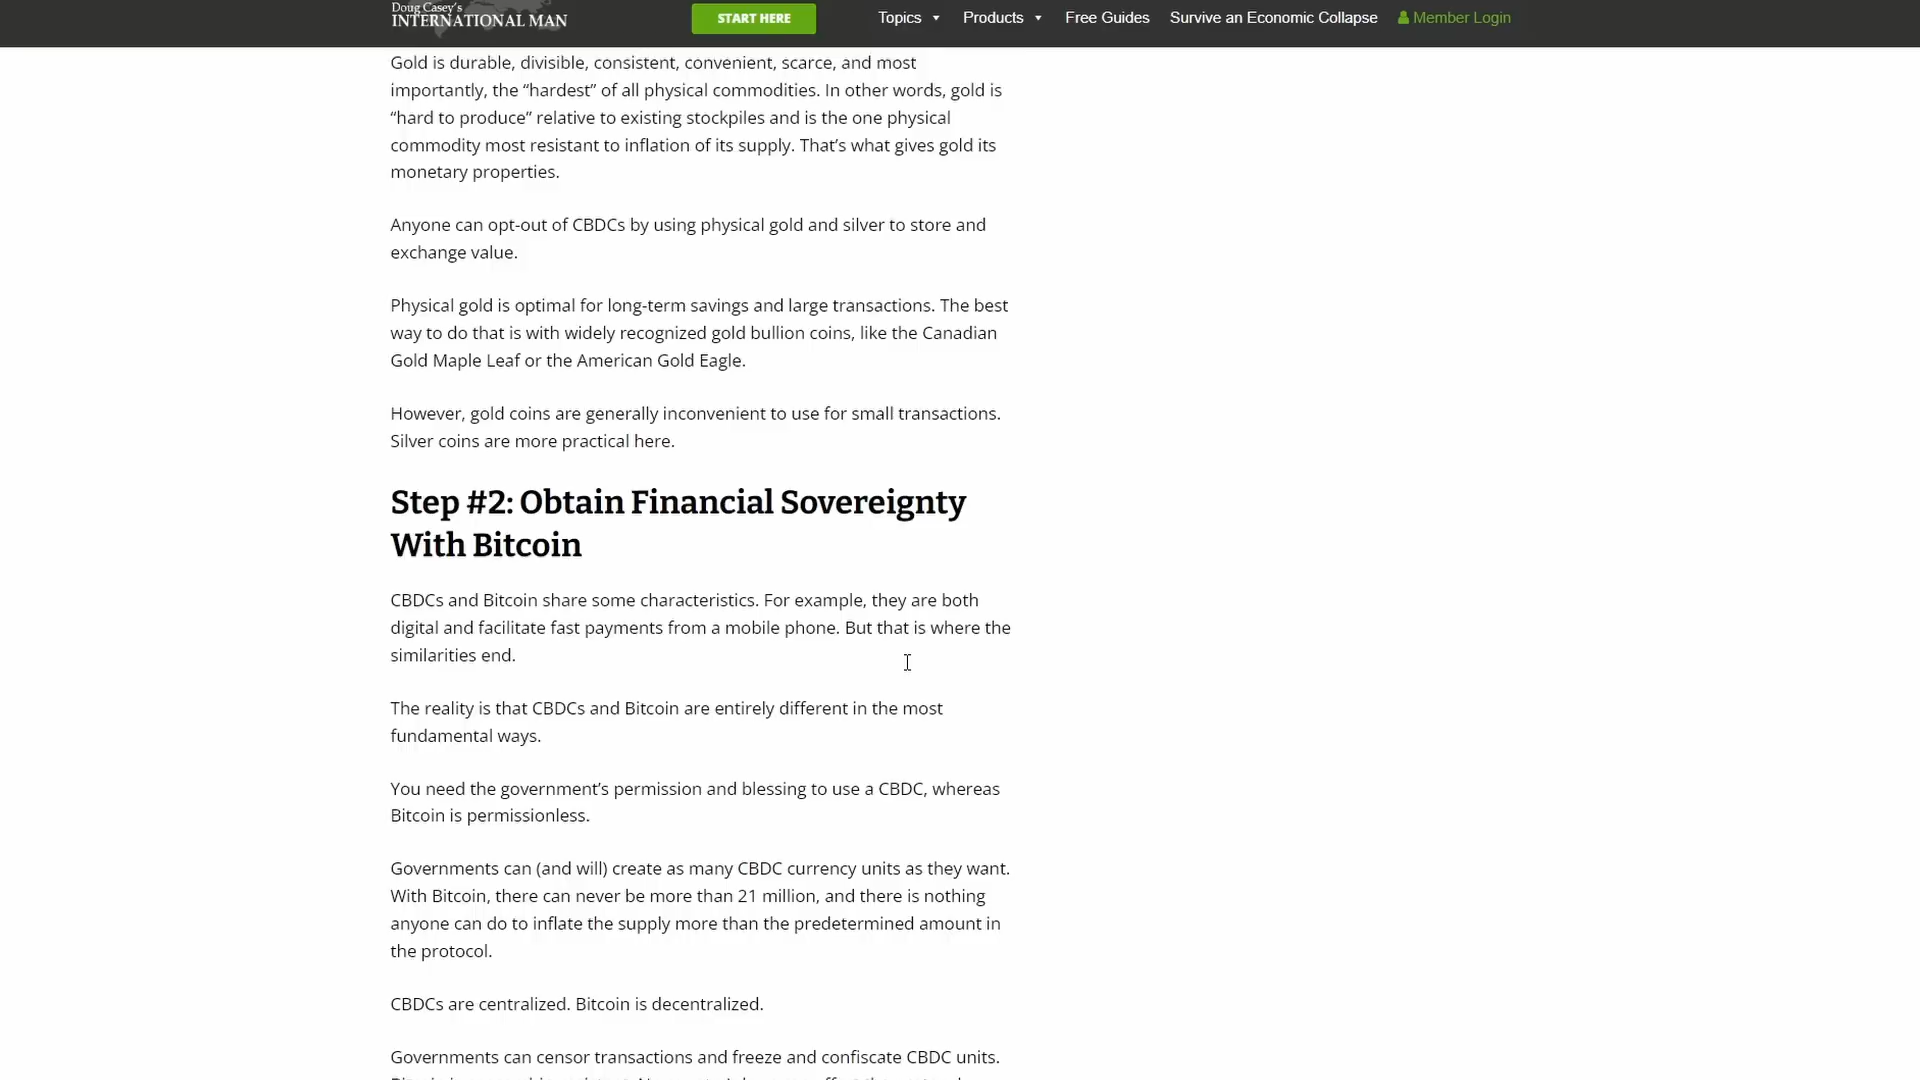 Doug Casey's
INTERNATIONAL MAN
START HERE
Topics
Products
Free Guides
Survive an Economic Collapse
Member Login
Gold is durable, divisible, consistent, convenient, scarce, and most
importantly, the “hardest” of all physical commodities. In other words, gold is
“hard to produce” relative to existing stockpiles and is the one physical
commodity most resistant to inflation of its supply. That’s what gives gold its
monetary properties.
Anyone can opt-out of CBDCs by using physical gold and silver to store and
exchange value.
Physical gold is optimal for long-term savings and large transactions. The best
way to do that is with widely recognized gold bullion coins, like the Canadian
Gold Maple Leaf or the American Gold Eagle.
However, gold coins are generally inconvenient to use for small transactions.
Silver coins are more practical here.
Step #2: Obtain Financial Sovereignty
With Bitcoin
CBDCs and Bitcoin share some characteristics. For example, they are both
digital and facilitate fast payments from a mobile phone. But that is where the
similarities end.
The reality is that CBDCs and Bitcoin are entirely different in the most
fundamental ways.
You need the government’s permission and blessing to use a CBDC, whereas
Bitcoin is permissionless.
Governments can (and will) create as many CBDC currency units as they want.
With Bitcoin, there can never be more than 21 million, and there is nothing
anyone can do to inflate the supply more than the predetermined amount in
the protocol.
CBDCs are centralized. Bitcoin is decentralized.
Governments can censor transactions and freeze and confiscate CBDC units.